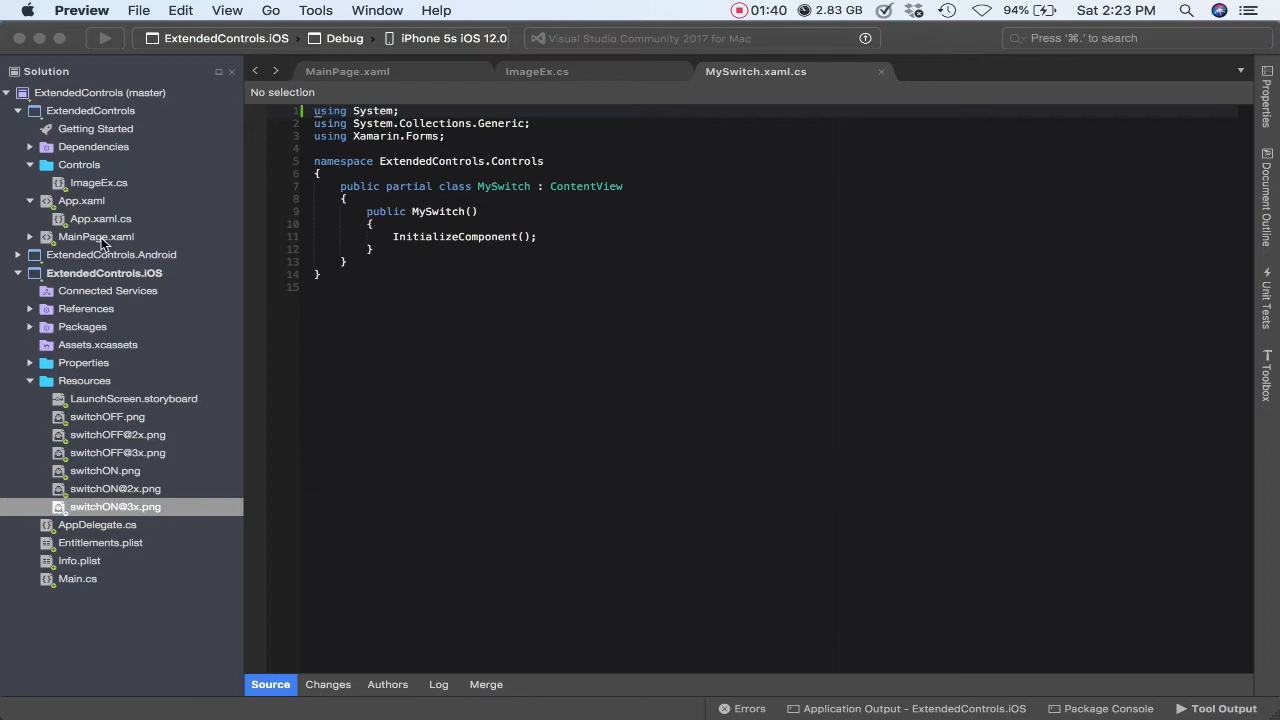 Preview File Edit View Go Tools Window Help 01:40 2.83 GB 94% Sat 2:23 PM
ExtendedControls.iOS Debug iPhone 5s iOS 12.0 Visual Studio Community 2017 for Mac Press '⌘.' to search
Solution
MainPage.xaml ImageEx.cs MySwitch.xaml.cs
No selection
ExtendedControls (master)
ExtendedControls
Getting Started
Dependencies
Controls
ImageEx.cs
App.xaml
App.xaml.cs
MainPage.xaml
ExtendedControls.Android
ExtendedControls.iOS
Connected Services
References
Packages
Assets.xcassets
Properties
Resources
LaunchScreen.storyboard
switchOFF.png
switchOFF@2x.png
switchOFF@3x.png
switchON.png
switchON@2x.png
switchON@3x.png
AppDelegate.cs
Entitlements.plist
Info.plist
Main.cs
1 using System;
2 using System.Collections.Generic;
3 using Xamarin.Forms;
4
5 namespace ExtendedControls.Controls
6 {
7 public partial class MySwitch : ContentView
8 {
9 public MySwitch()
10 {
11 InitializeComponent();
12 }
13 }
14 }
15
Properties
Document Outline
Unit Tests
Toolbox
Source Changes Authors Log Merge
Errors Application Output - ExtendedControls.iOS Package Console Tool Output